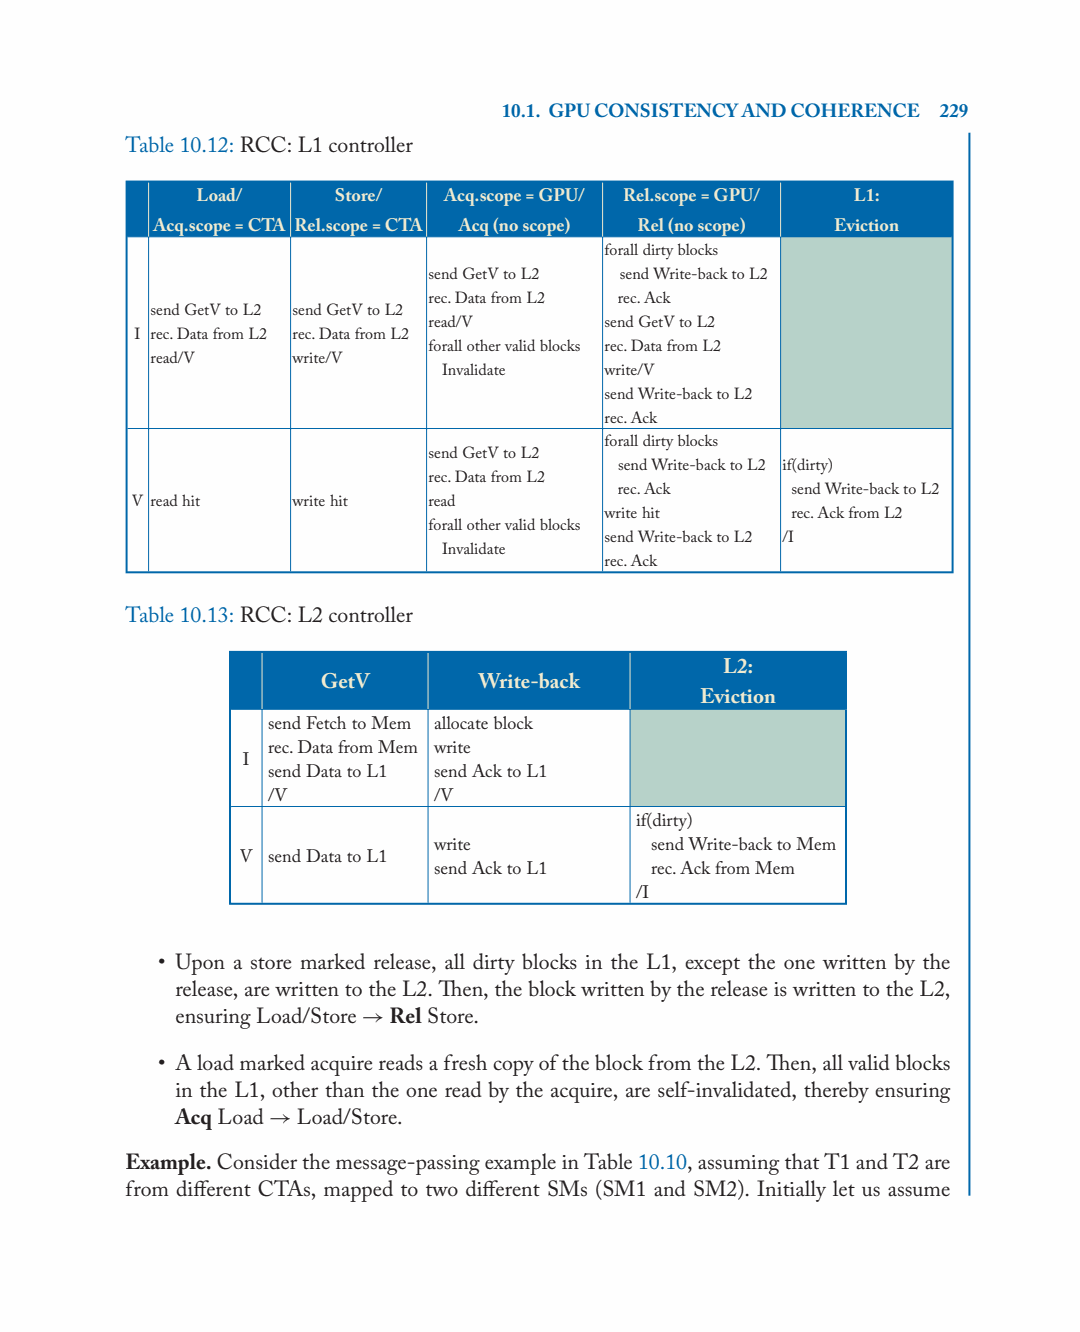 10.1. GPU CONSISTENCY AND COHERENCE 229
Table 10.12: RCC: L1 controller
Load/
Acq.scope = CTA
Store/
Rel.scope = CTA
Acq.scope = GPU/
Acq (no scope)
Rel.scope = GPU/
Rel (no scope)
L1:
Eviction
I
send GetV to L2
rec. Data from L2
read/V
send GetV to L2
rec. Data from L2
write/V
send GetV to L2
rec. Data from L2
read/V
forall other valid blocks
Invalidate
forall dirty blocks
send Write-back to L2
rec. Ack
send GetV to L2
rec. Data from L2
write/V
send Write-back to L2
rec. Ack
V
read hit
write hit
send GetV to L2
rec. Data from L2
read
forall other valid blocks
Invalidate
forall dirty blocks
send Write-back to L2
rec. Ack
write hit
send Write-back to L2
rec. Ack
if(dirty)
send Write-back to L2
rec. Ack from L2
/I
Table 10.13: RCC: L2 controller
GetV
Write-back
L2:
Eviction
I
send Fetch to Mem
rec. Data from Mem
send Data to L1
/V
allocate block
write
send Ack to L1
/V
V
send Data to L1
write
send Ack to L1
if(dirty)
send Write-back to Mem
rec. Ack from Mem
/I
• Upon a store marked release, all dirty blocks in the L1, except the one written by the
release, are written to the L2. Then, the block written by the release is written to the L2,
ensuring Load/Store → Rel Store.
• A load marked acquire reads a fresh copy of the block from the L2. Then, all valid blocks
in the L1, other than the one read by the acquire, are self-invalidated, thereby ensuring
Acq Load → Load/Store.
Example. Consider the message-passing example in Table 10.10, assuming that T1 and T2 are
from different CTAs, mapped to two different SMs (SM1 and SM2). Initially let us assume